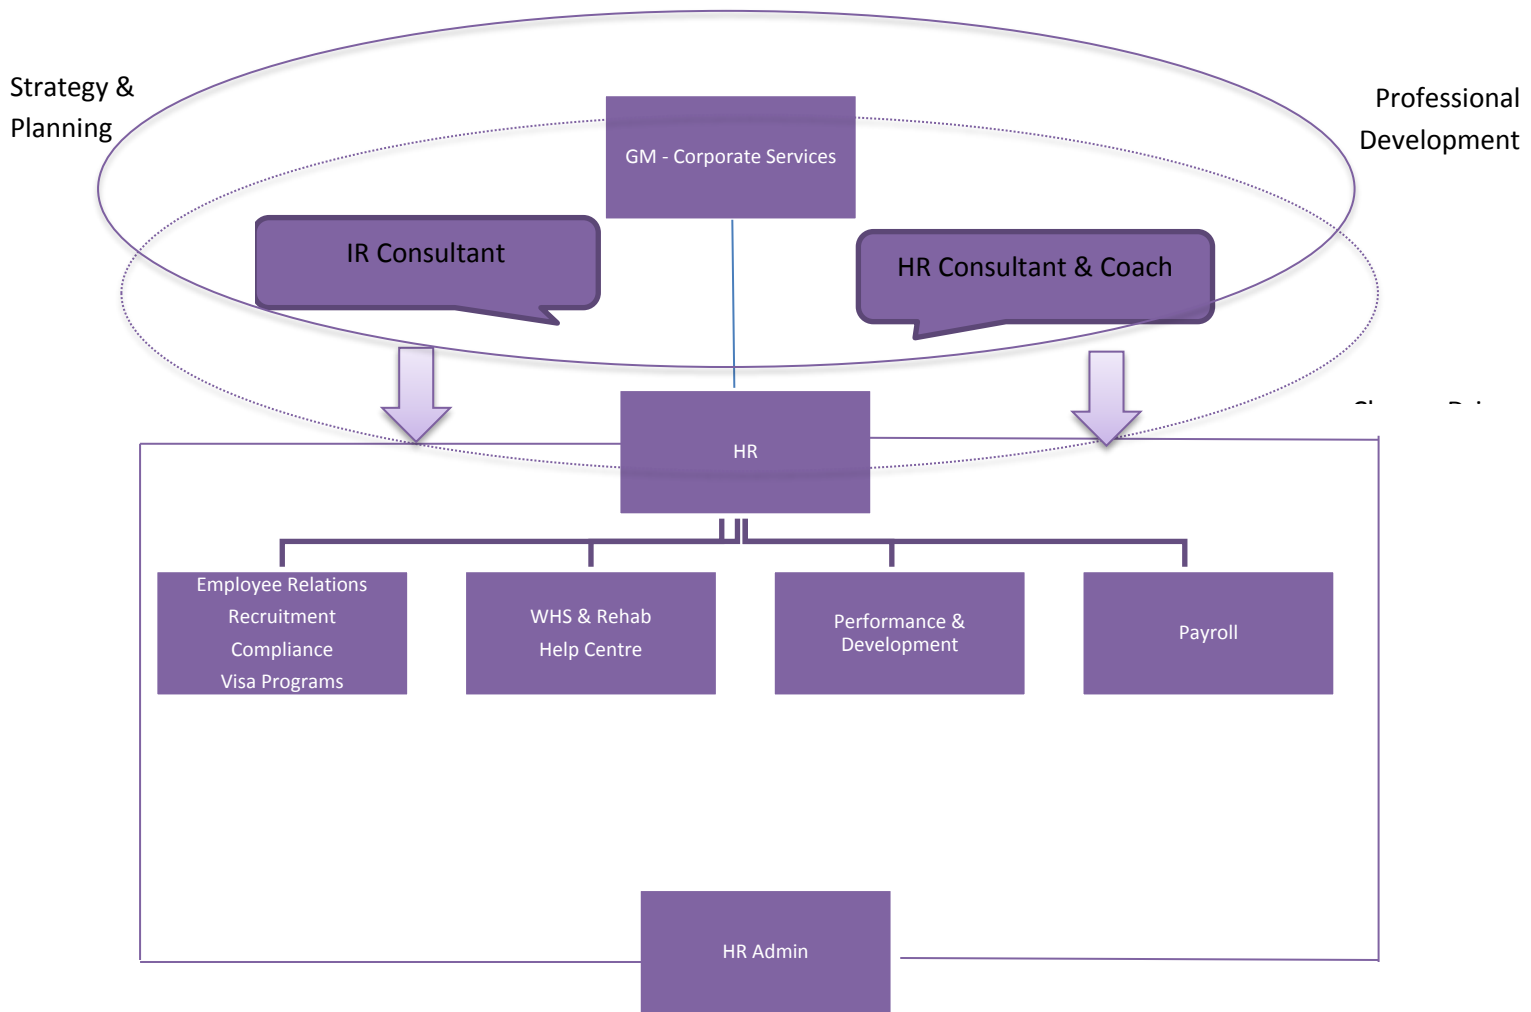 Strategy &
Planning
Professional
Development
GM - Corporate Services
IR Consultant
HR Consultant & Coach
HR
Employee Relations
Recruitment
Compliance
Visa Programs
WHS & Rehab
Help Centre
Performance &
Development
Payroll
HR Admin